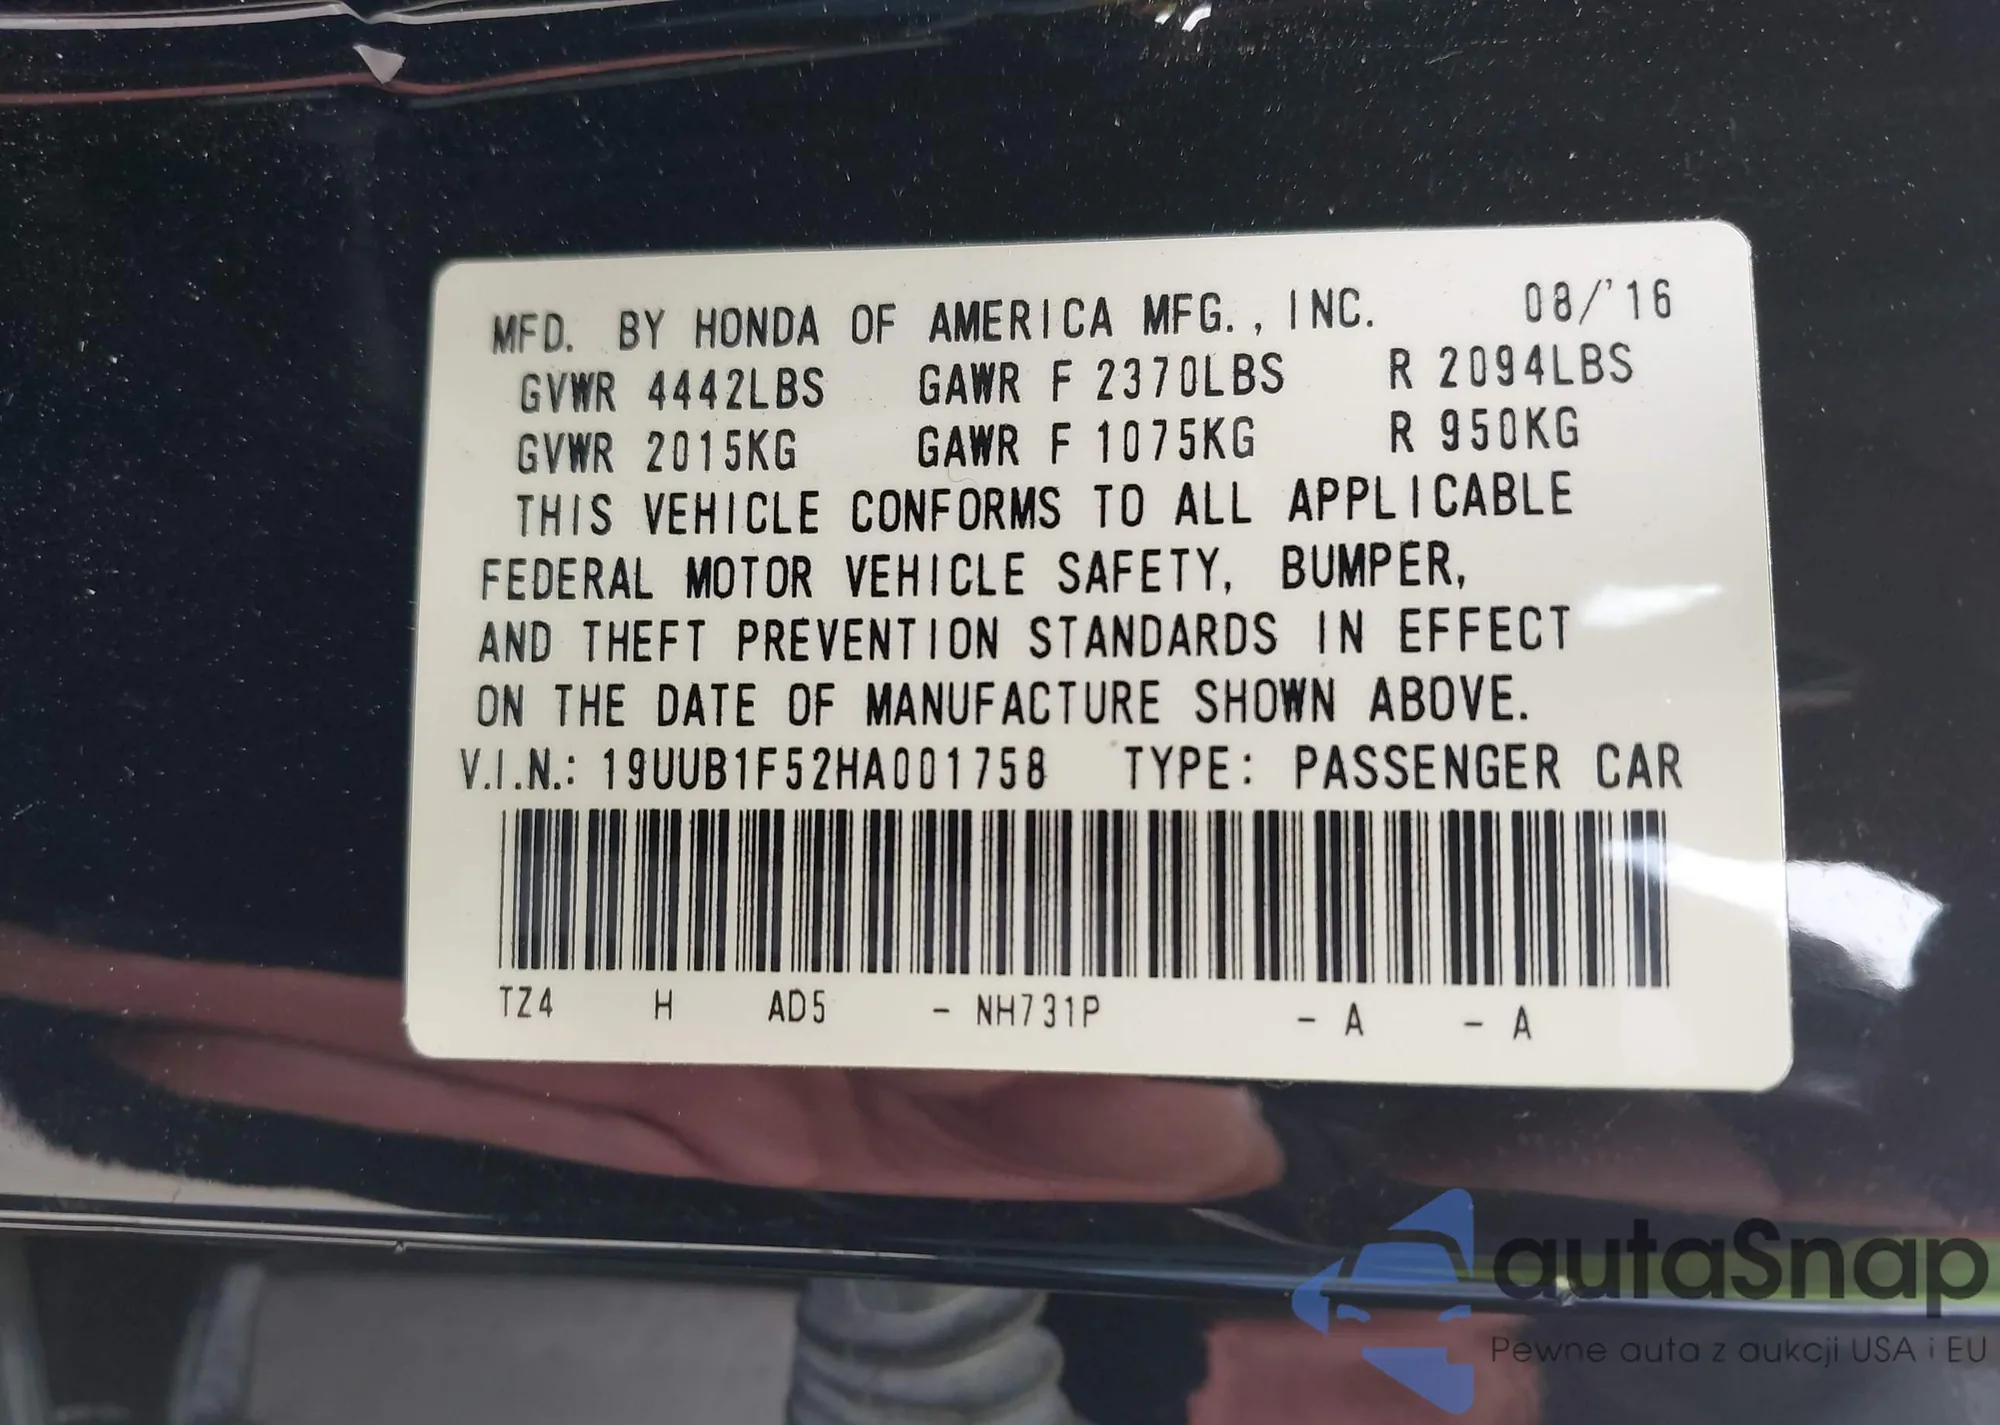 MFD. BY HONDA OF AMERICA MFG., INC. 08/'16
GVWR 4442LBS GAWR F 2370LBS R 2094LBS
GVWR 2015KG GAWR F 1075KG R 950KG
THIS VEHICLE CONFORMS TO ALL APPLICABLE
FEDERAL MOTOR VEHICLE SAFETY, BUMPER,
AND THEFT PREVENTION STANDARDS IN EFFECT
ON THE DATE OF MANUFACTURE SHOWN ABOVE.
V.I.N.: 19UUB1F52HA001758 TYPE: PASSENGER CAR
TZ4 H AD5 - NH731P - A - A
autaSnap
Pewne auta z aukcji USA i EU